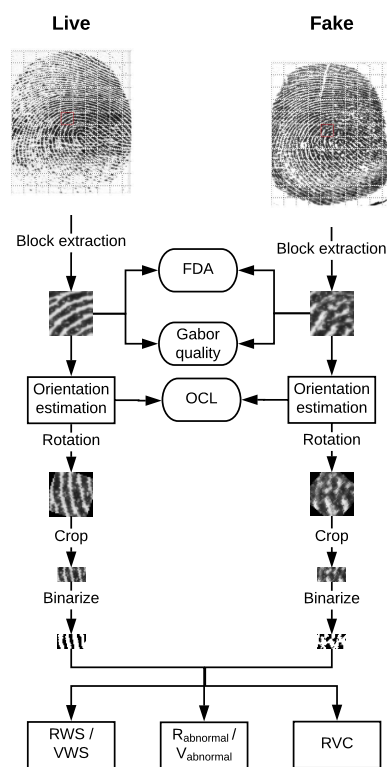 Live
Fake
Block extraction
Block extraction
FDA
Gabor
quality
Orientation
estimation
OCL
Orientation
estimation
Rotation
Rotation
Crop
Crop
Binarize
Binarize
RWS /
VWS
Rabnormal /
Vabnormal
RVC